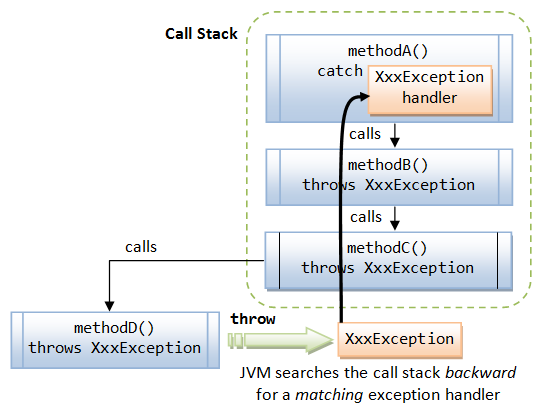 Call Stack
methodA()
catch
XxxException
handler
calls
methodB()
throws XxxException
calls
methodC()
throws XxxException
calls
methodD()
throws XxxException
throw
XxxException
JVM searches the call stack backward
for a matching exception handler